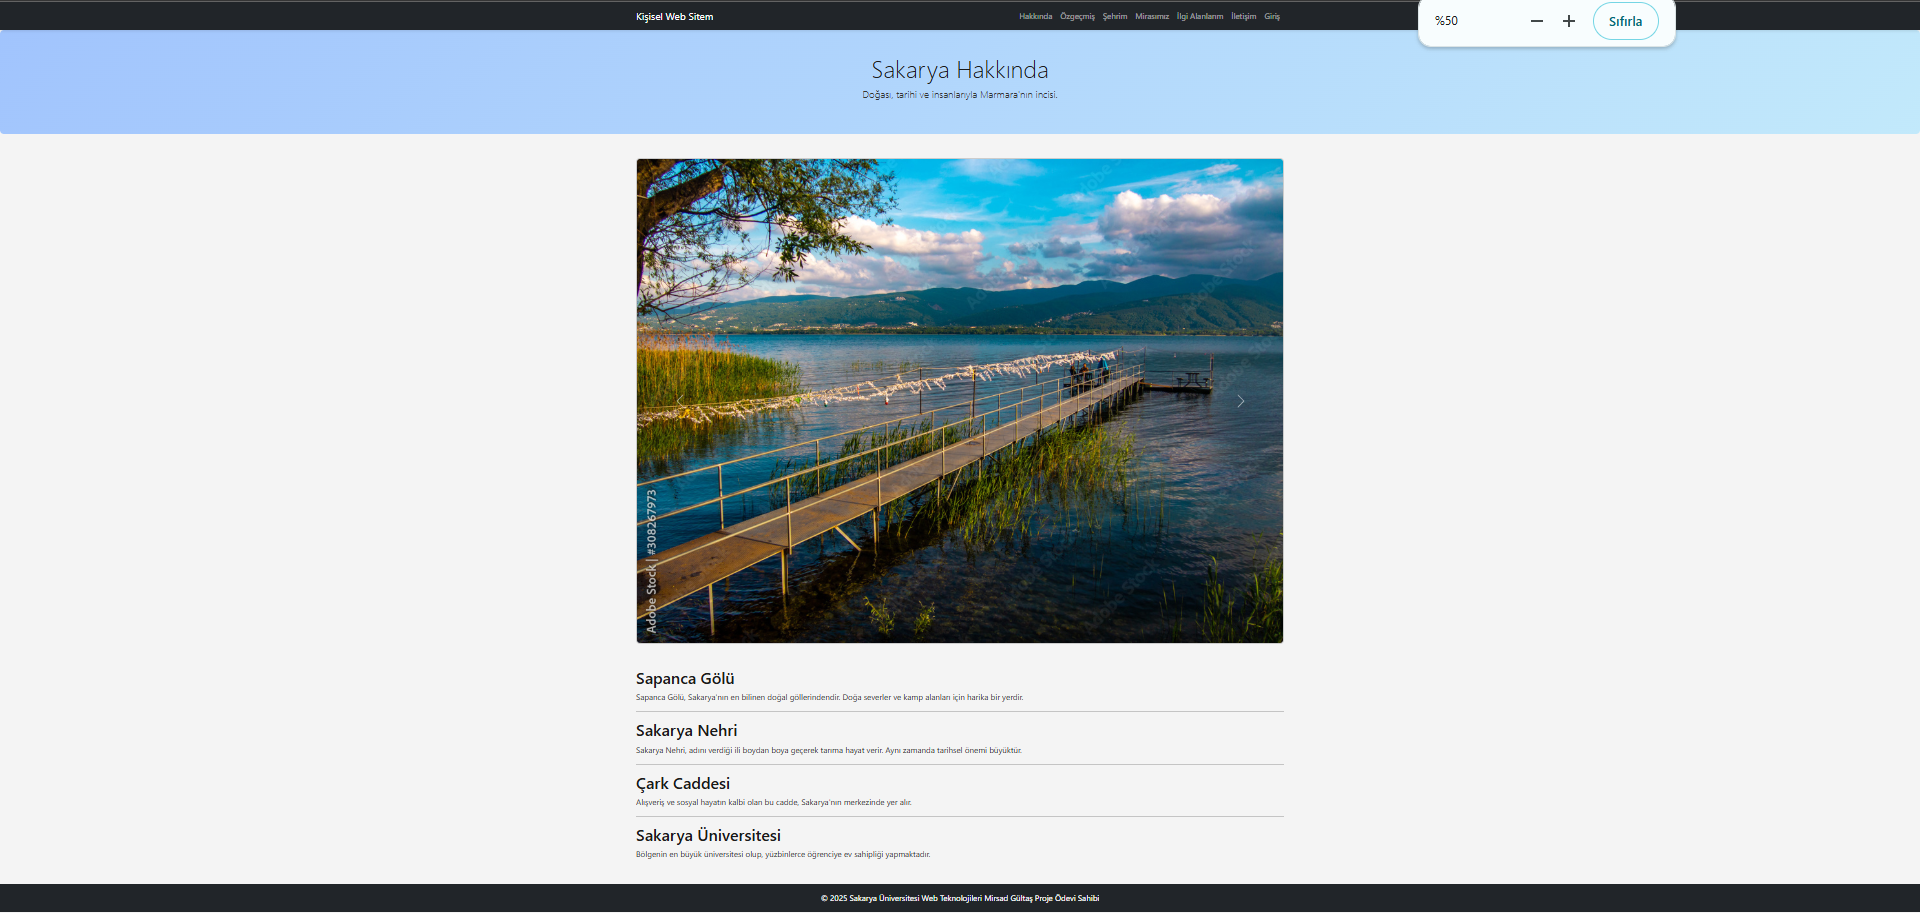 Kişisel Web Sitem
Hakkında Özgeçmiş Şehrim Mirasımız İlgi Alanlarım İletişim Giriş
%50
Sıfırla
Sakarya Hakkında
Doğası, tarihi ve insanlarıyla Marmara'nın incisi.
Adobe Stock | #308267973
Sapanca Gölü
Sapanca Gölü, Sakarya'nın en bilinen doğal göllerindendir. Doğa severler ve kamp alanları için harika bir yerdir.
Sakarya Nehri
Sakarya Nehri, adını verdiği ili boydan boya geçerek tarıma hayat verir. Aynı zamanda tarihsel önemi büyüktür.
Çark Caddesi
Alışveriş ve sosyal hayatın kalbi olan bu cadde, Sakarya'nın merkezinde yer alır.
Sakarya Üniversitesi
Bölgenin en büyük üniversitesi olup, yüzbinlerce öğrenciye ev sahipliği yapmaktadır.
© 2025 Sakarya Üniversitesi Web Teknolojileri Mirsad Gültaş Proje Ödevi Sahibi